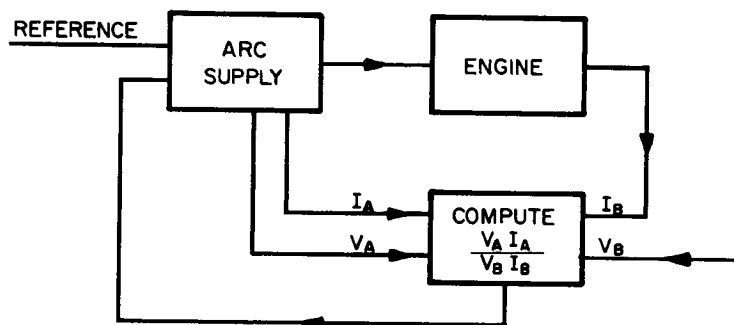 REFERENCE
ARC
SUPPLY
ENGINE
I_A
V_A
COMPUTE
V_A I_A
V_B I_B
I_B
V_B